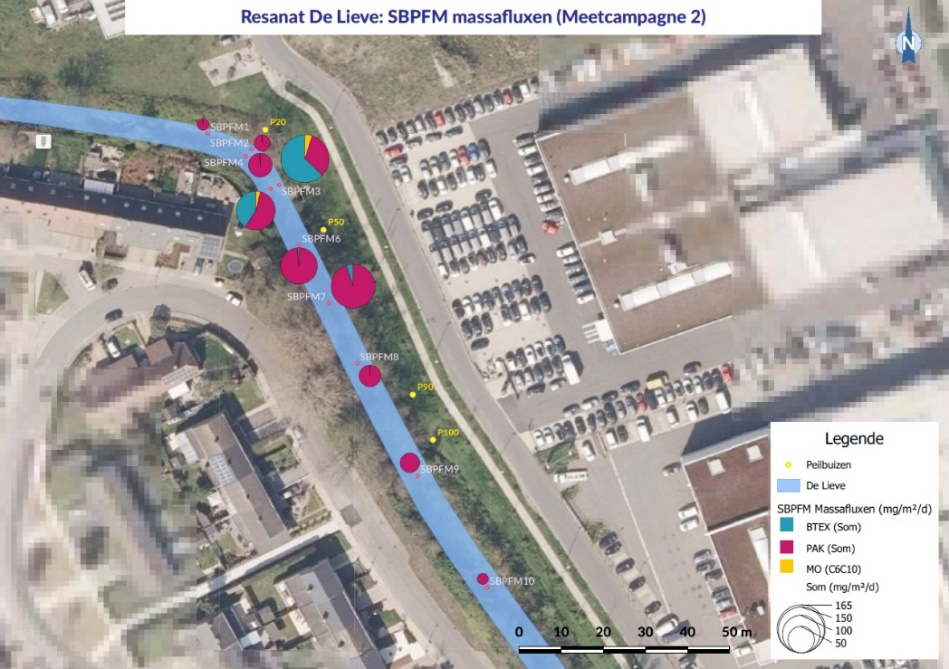 Resanat De Lieve: SBPFM massafluxen (Meetcampagne 2)
N
SBPFM1
P20
SBPFM2
SBPFM4
SBPFM3
P50
SBPFM6
SBPFM7
SBPFM8
P90
P100
SBPFM9
SBPFM10
0 10 20 30 40 50 m
Legende
Peilbuizen
De Lieve
SBPFM Massafluxen (mg/m²/d)
BTEX (Som)
PAK (Som)
MO (C6C10)
Som (mg/m²/d)
165
150
100
50